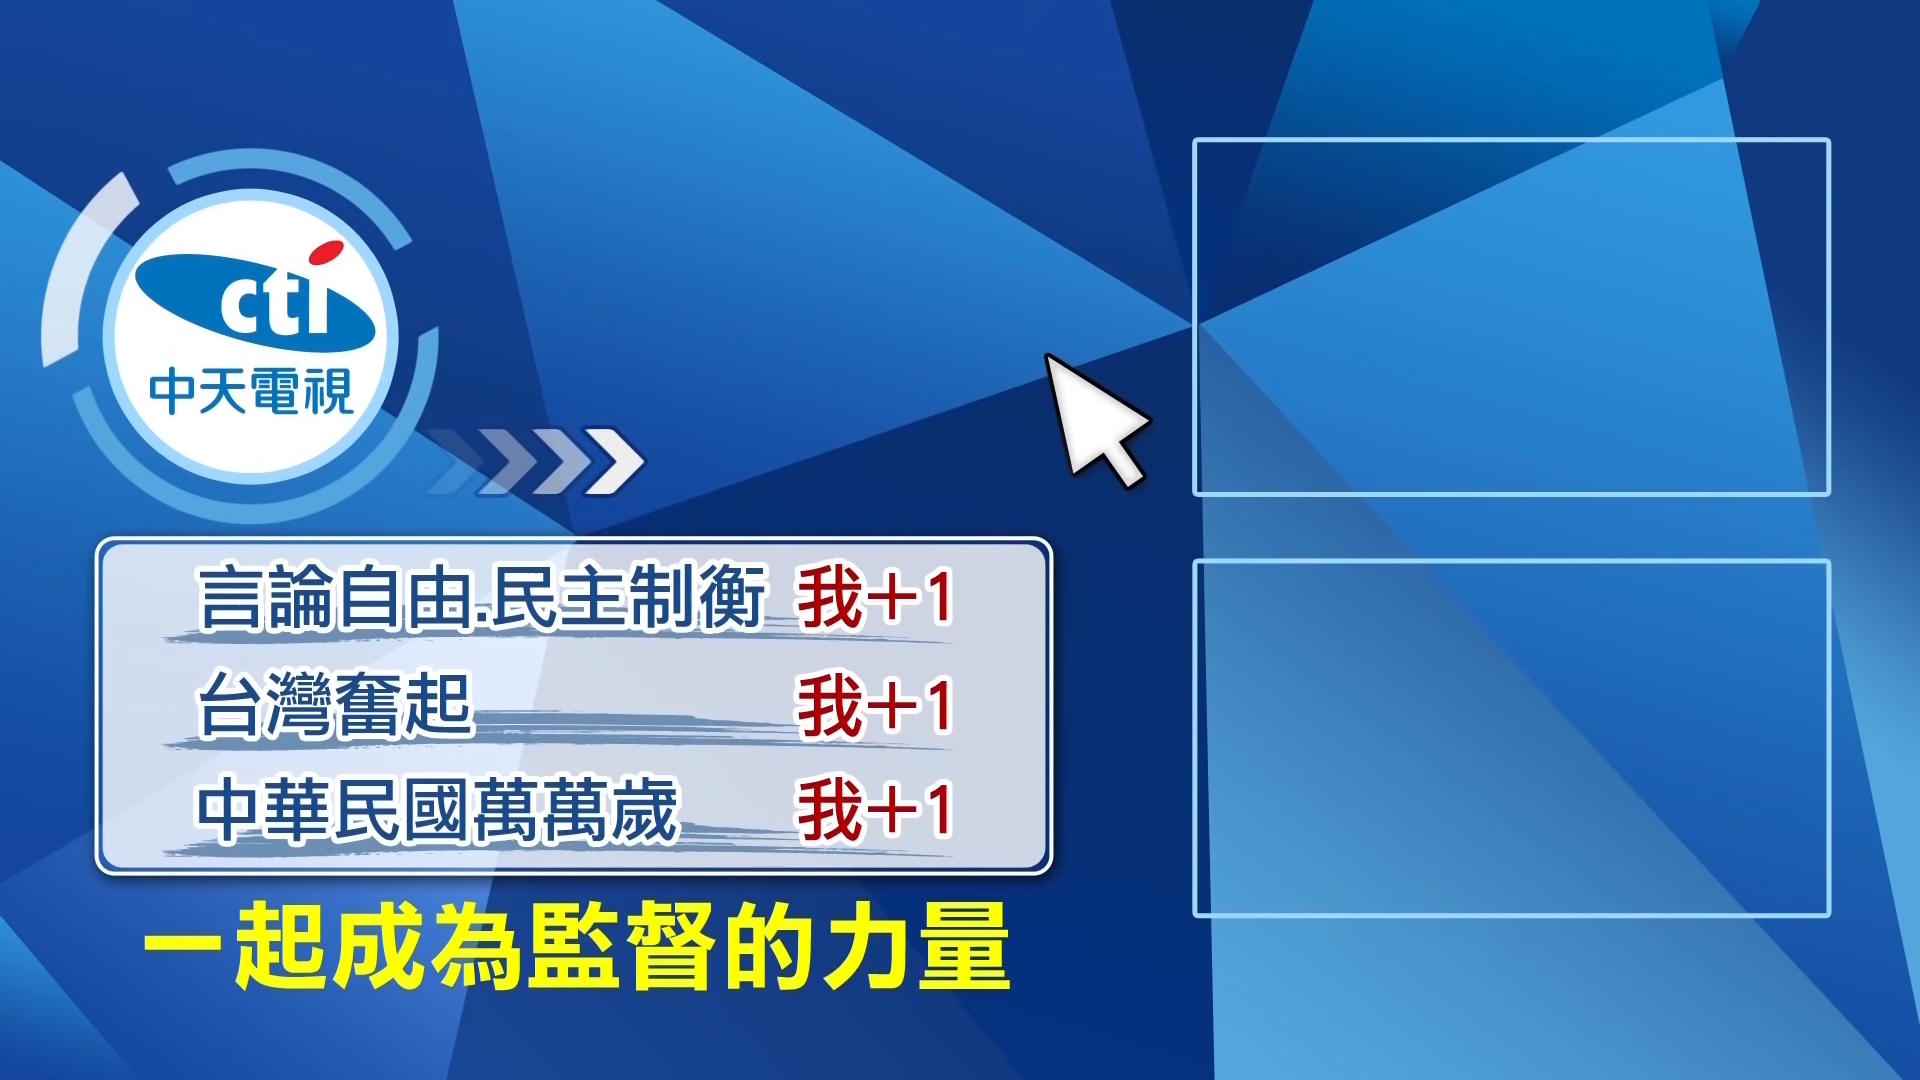 cti
中天電視
言論自由.民主制衡 我+1
台灣奮起 我+1
中華民國萬萬歲 我+1
一起成為監督的力量